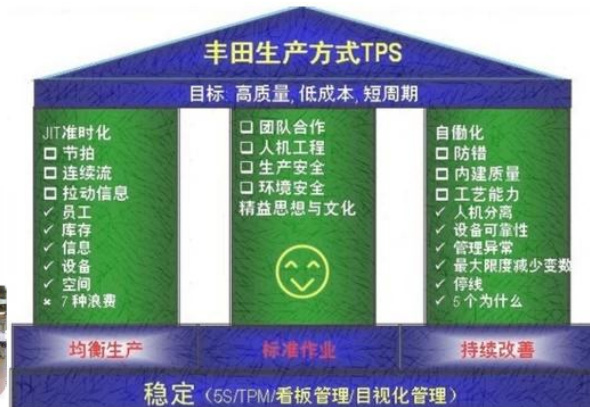 丰田生产方式TPS
目标: 高质量, 低成本, 短周期
JIT准时化
节拍
连续流
拉动信息
员工
库存
信息
设备
空间
7种浪费
团队合作
人机工程
生产安全
环境安全
精益思想与文化
自働化
防错
内建质量
工艺能力
人机分离
设备可靠性
管理异常
最大限度减少变数
停线
5个为什么
均衡生产
标准作业
持续改善
稳定（5S/TPM/看板管理/目视化管理）